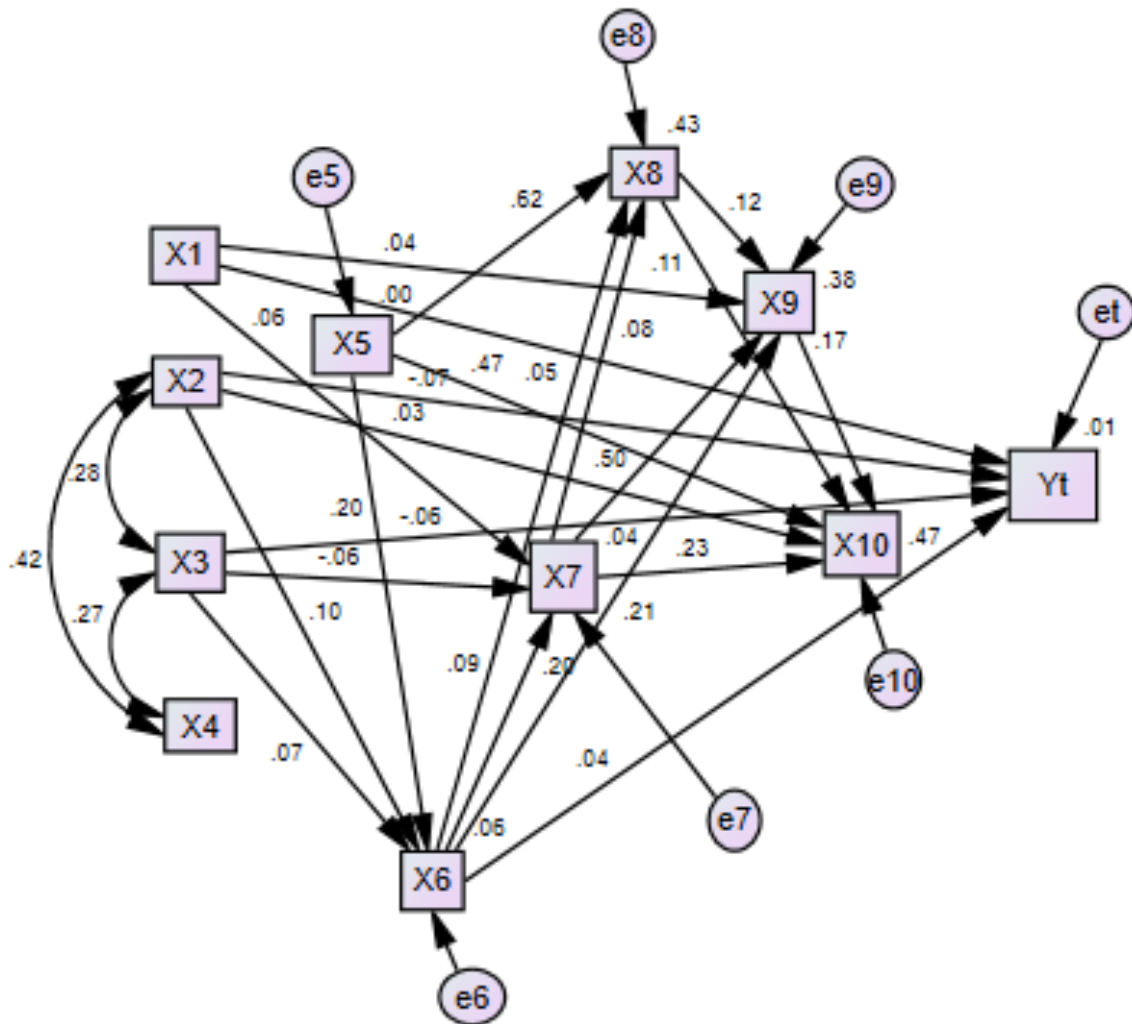 e8
.43
X8
e5
e9
.62
.12
X1
.04
.11
.38
X9
et
.00
.06
.08
.17
X5
.47
.05
X2
-.07
.03
.01
.50
.28
Yt
.20
-.06
.04
.47
X10
.42
X3
-.06
X7
.23
.27
.10
.21
.09
.20
e10
X4
.07
.04
.06
e7
X6
e6